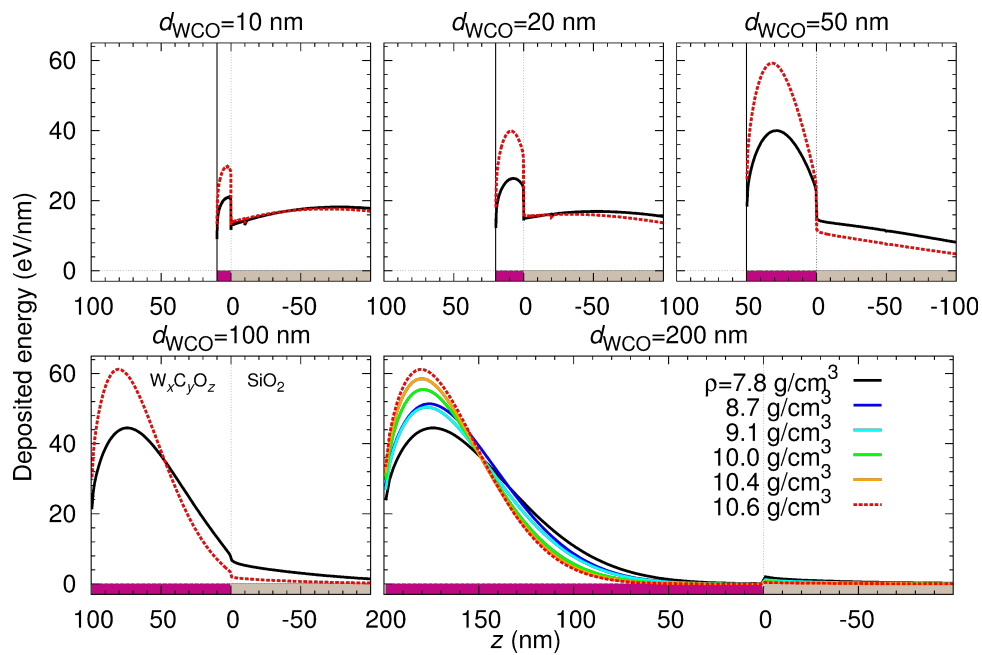 d_WCO=10 nm
d_WCO=20 nm
d_WCO=50 nm
60
40
20
0
100 50 0 -50
100 50 0 -50
100 50 0 -50 -100
Deposited energy (eV/nm)
d_WCO=100 nm
d_WCO=200 nm
60
40
20
0
W_xC_yO_z
SiO_2
ρ=7.8 g/cm^3
8.7 g/cm^3
9.1 g/cm^3
10.0 g/cm^3
10.4 g/cm^3
10.6 g/cm^3
100 50 0 -50
200 150 100 50 0 -50
z (nm)